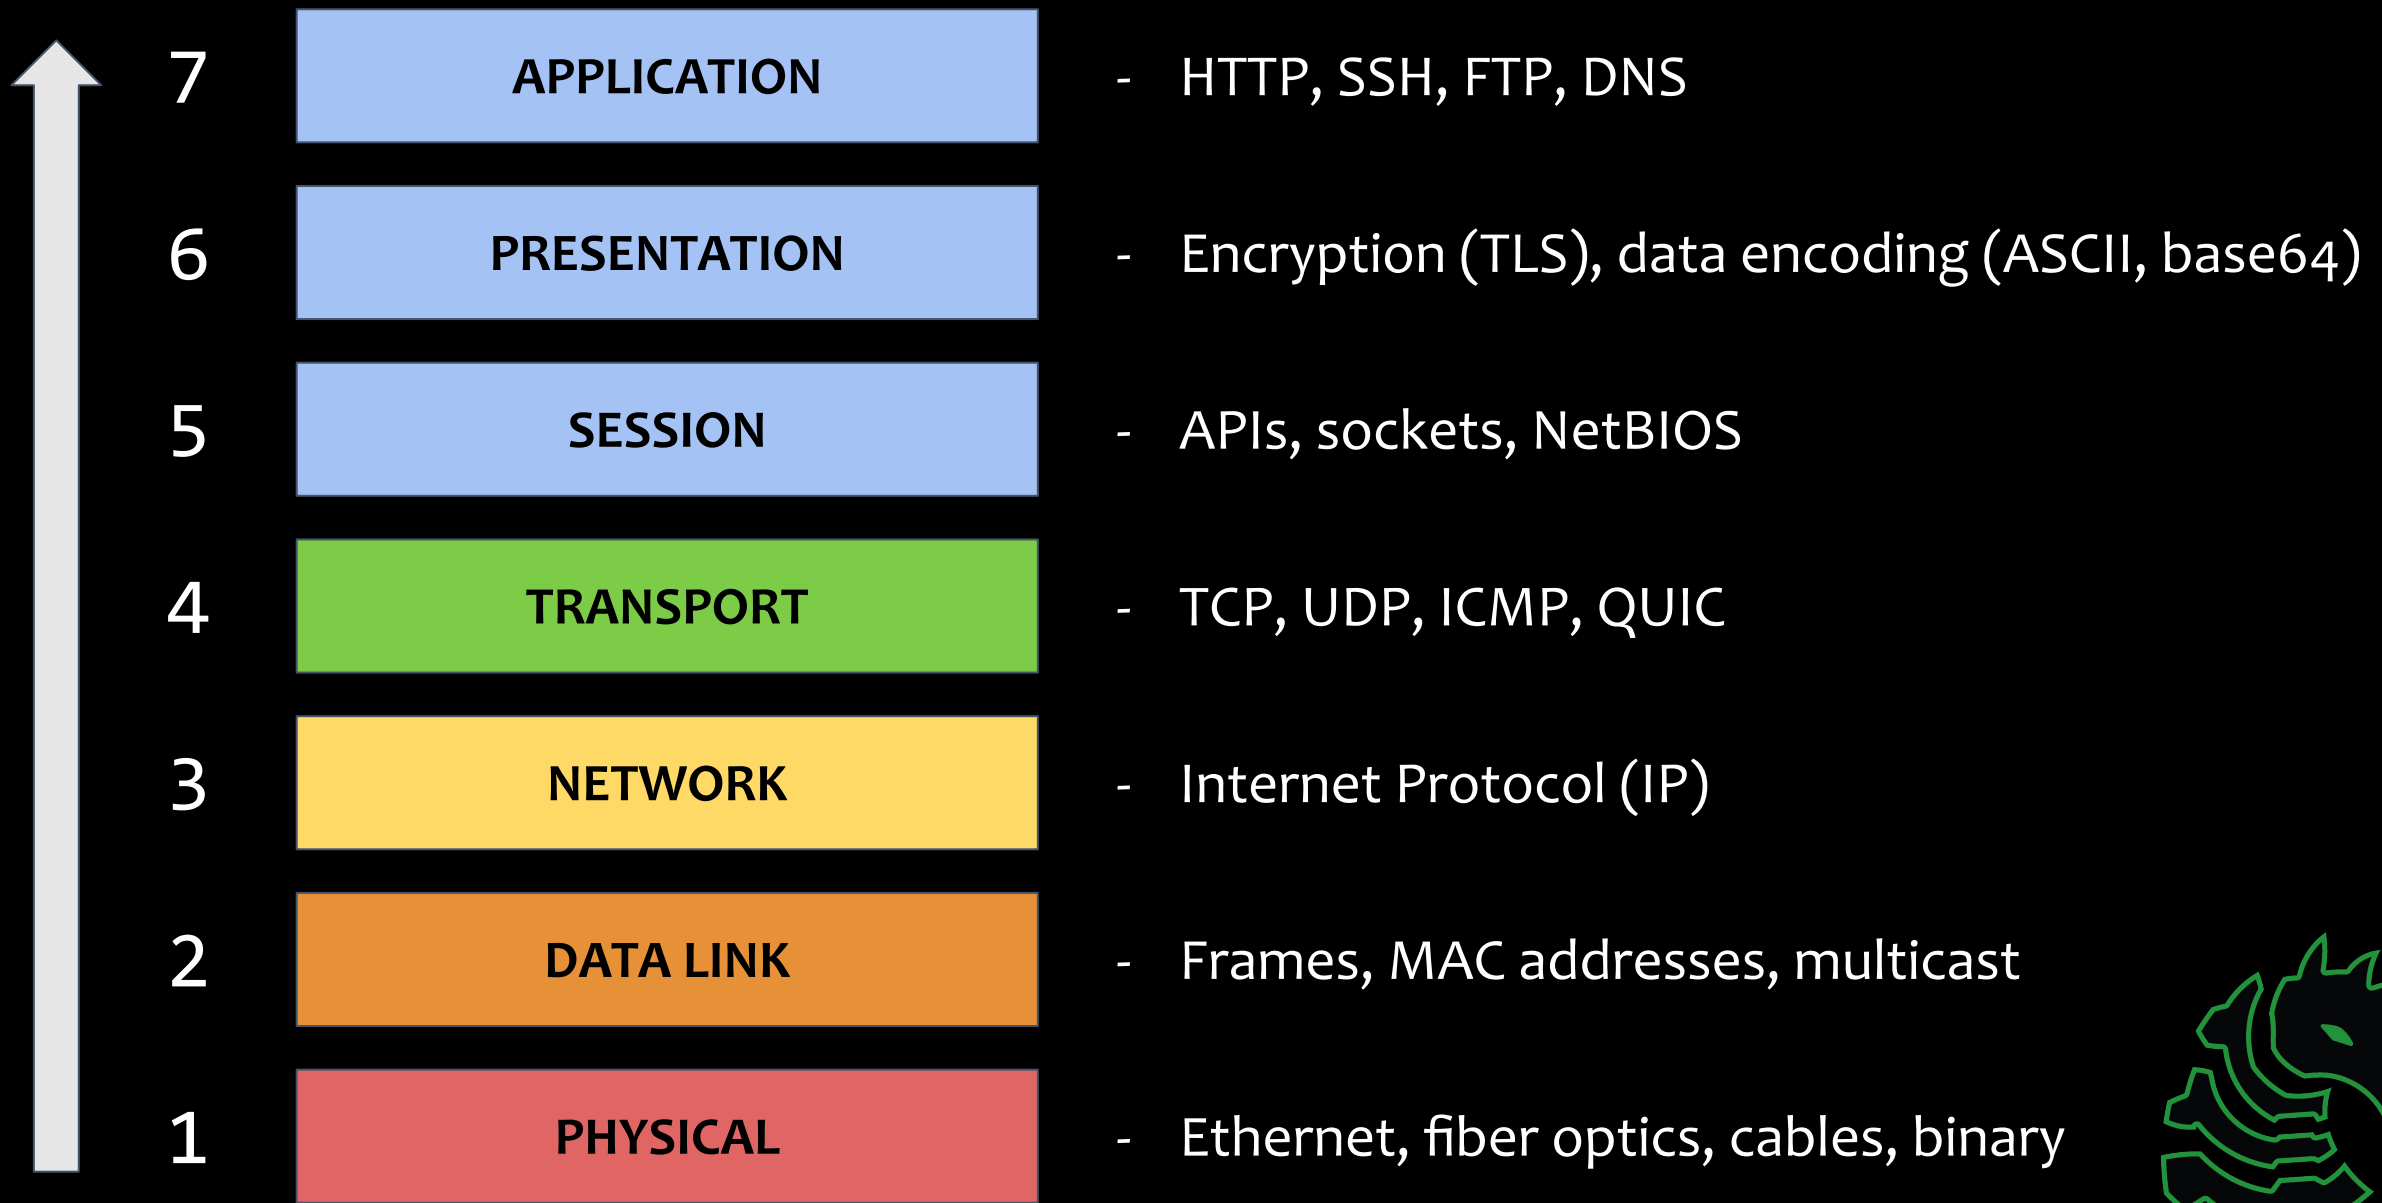 7 APPLICATION - HTTP, SSH, FTP, DNS
6 PRESENTATION - Encryption (TLS), data encoding (ASCII, base64)
5 SESSION - APIs, sockets, NetBIOS
4 TRANSPORT - TCP, UDP, ICMP, QUIC
3 NETWORK - Internet Protocol (IP)
2 DATA LINK - Frames, MAC addresses, multicast
1 PHYSICAL - Ethernet, fiber optics, cables, binary